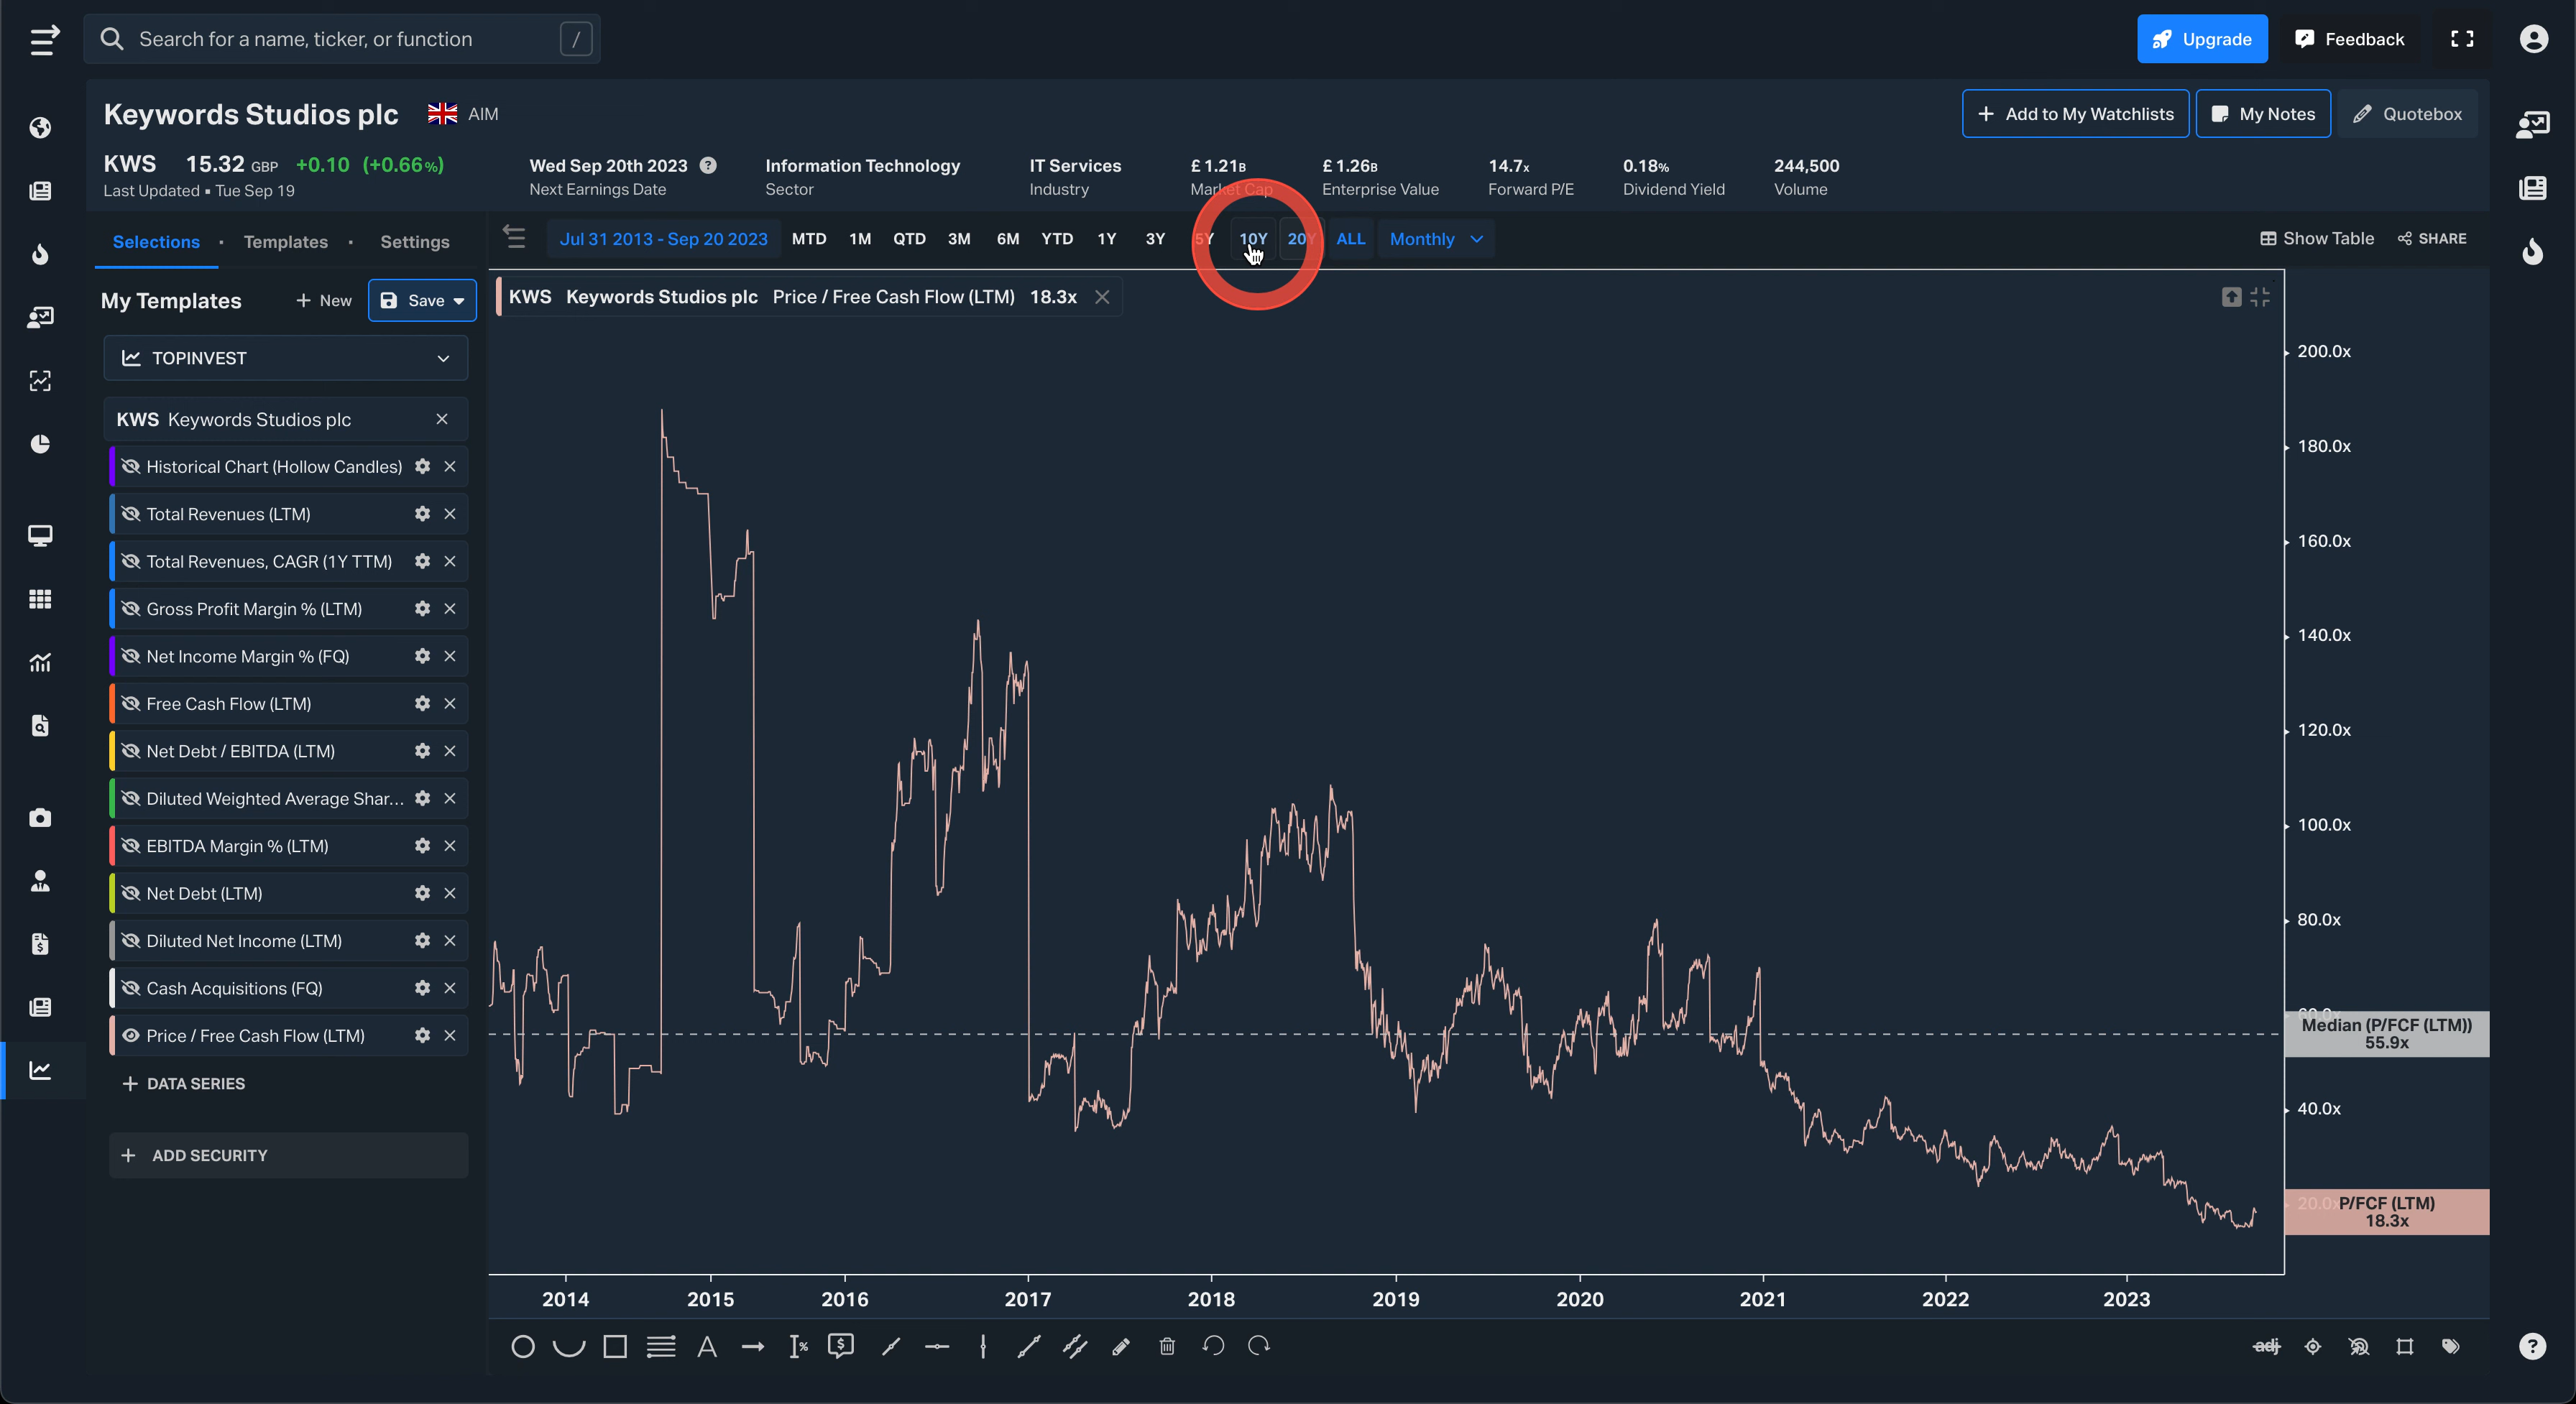 Search for a name, ticker, or function /
Upgrade
Feedback
Keywords Studios plc AIM
Add to My Watchlists
My Notes
Quotebox
KWS 15.32 GBP +0.10 (+0.66%)
Last Updated ▪ Tue Sep 19
Wed Sep 20th 2023 ?
Next Earnings Date
Information Technology
Sector
IT Services
Industry
£ 1.21B
Market Cap
£ 1.26B
Enterprise Value
14.7x
Forward P/E
0.18%
Dividend Yield
244,500
Volume
Selections · Templates · Settings
Jul 31 2013 - Sep 20 2023 MTD 1M QTD 3M 6M YTD 1Y 3Y 5Y 10Y 20Y ALL Monthly
Show Table SHARE
My Templates + New Save
TOPINVEST
KWS Keywords Studios plc
Historical Chart (Hollow Candles)
Total Revenues (LTM)
Total Revenues, CAGR (1Y TTM)
Gross Profit Margin % (LTM)
Net Income Margin % (FQ)
Free Cash Flow (LTM)
Net Debt / EBITDA (LTM)
Diluted Weighted Average Shar...
EBITDA Margin % (LTM)
Net Debt (LTM)
Diluted Net Income (LTM)
Cash Acquisitions (FQ)
Price / Free Cash Flow (LTM)
+ DATA SERIES
+ ADD SECURITY
KWS Keywords Studios plc Price / Free Cash Flow (LTM) 18.3x
200.0x
180.0x
160.0x
140.0x
120.0x
100.0x
80.0x
60.0x
Median (P/FCF (LTM))
55.9x
40.0x
20.0x
P/FCF (LTM)
18.3x
2014 2015 2016 2017 2018 2019 2020 2021 2022 2023
A
%
$
adj
?